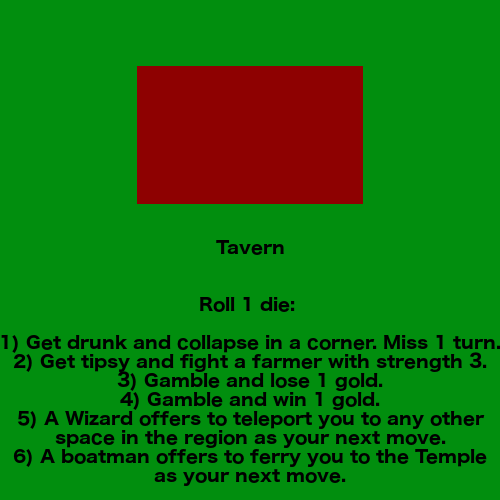 Tavern
Roll 1 die:
1) Get drunk and collapse in a corner. Miss 1 turn.
2) Get tipsy and fight a farmer with strength 3.
3) Gamble and lose 1 gold.
4) Gamble and win 1 gold.
5) A Wizard offers to teleport you to any other
space in the region as your next move.
6) A boatman offers to ferry you to the Temple
as your next move.